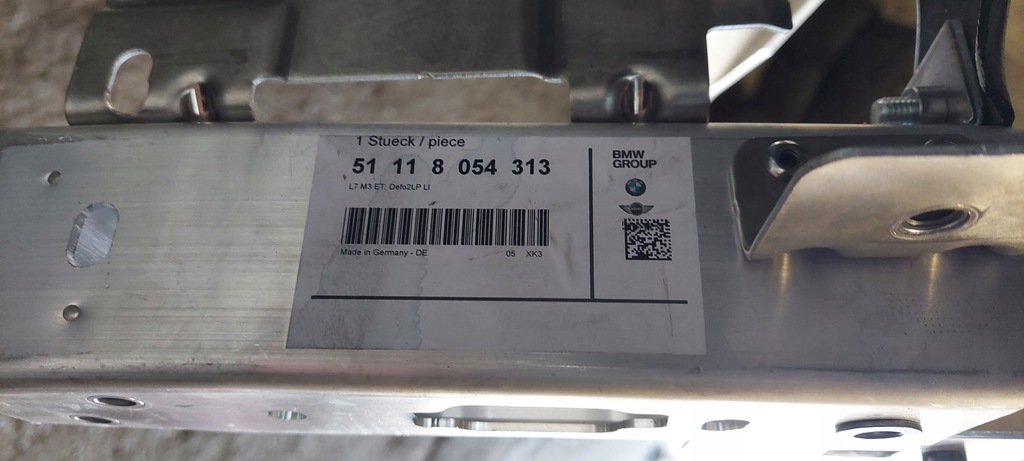 1 Stueck / piece
51 11 8 054 313
L7 M3 ET; Defo2LP LI
Made in Germany - DE 05 XK3
BMW
GROUP